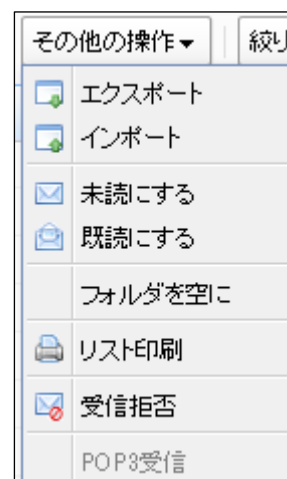 その他の操作▼ 絞り
エクスポート
インポート
未読にする
既読にする
フォルダを空に
リスト印刷
受信拒否
POP3受信